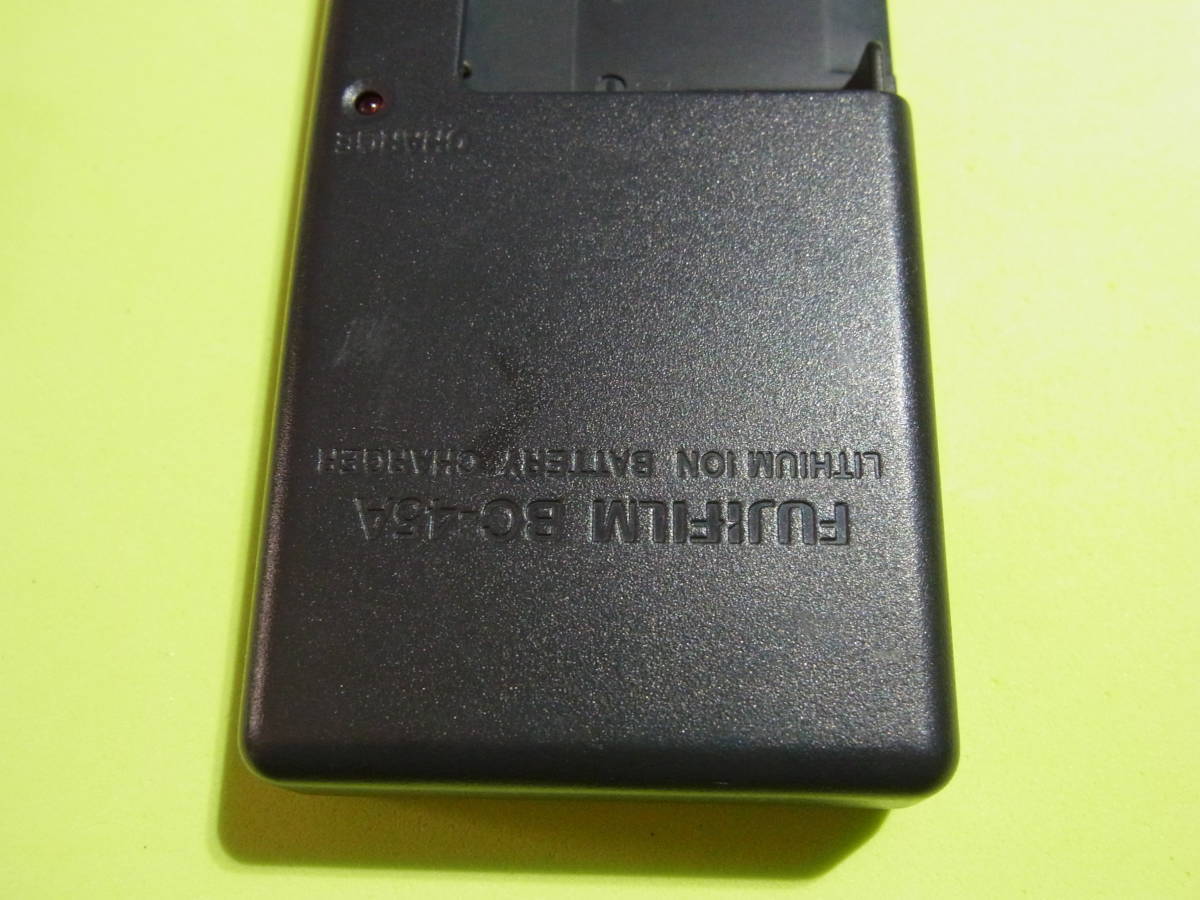 FUJIFILM BC-45A
LITHIUM ION BATTERY CHARGER
CHARGE